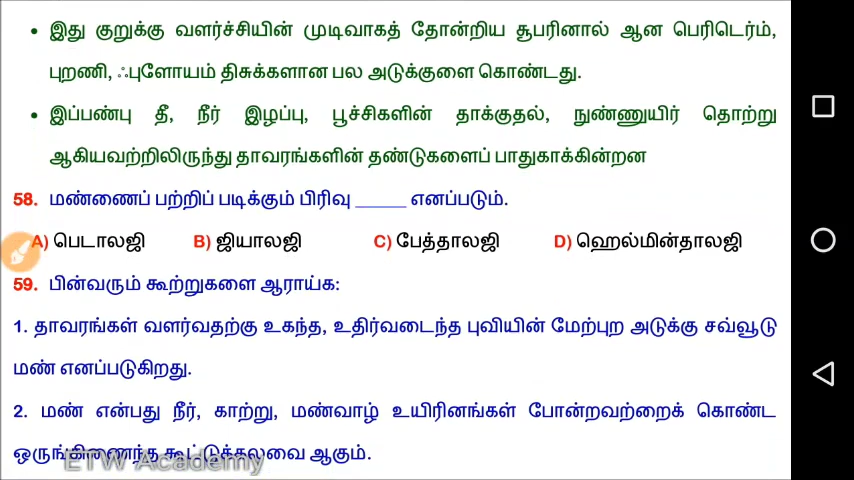 • இது குறுக்கு வளர்ச்சியின் முடிவாகத் தோன்றிய சூபரினால் ஆன பெரிடெர்ம்,
புறணி, ஃபுளோயம் திசுக்களான பல அடுக்குளை கொண்டது.
• இப்பண்பு தீ, நீர் இழப்பு, பூச்சிகளின் தாக்குதல், நுண்ணுயிர் தொற்று
ஆகியவற்றிலிருந்து தாவரங்களின் தண்டுகளைப் பாதுகாக்கின்றன
58. மண்ணைப் பற்றிப் படிக்கும் பிரிவு _____ எனப்படும்.
A) பெடாலஜி B) ஜியாலஜி C) பேத்தாலஜி D) ஹெல்மின்தாலஜி
59. பின்வரும் கூற்றுகளை ஆராய்க:
1. தாவரங்கள் வளர்வதற்கு உகந்த, உதிர்வடைந்த புவியின் மேற்புற அடுக்கு சவ்வூடு
மண் எனப்படுகிறது.
2. மண் என்பது நீர், காற்று, மண்வாழ் உயிரினங்கள் போன்றவற்றைக் கொண்ட
ஒருங்கிணைந்த கூட்டுக்கலவை ஆகும்.
ETW Academy